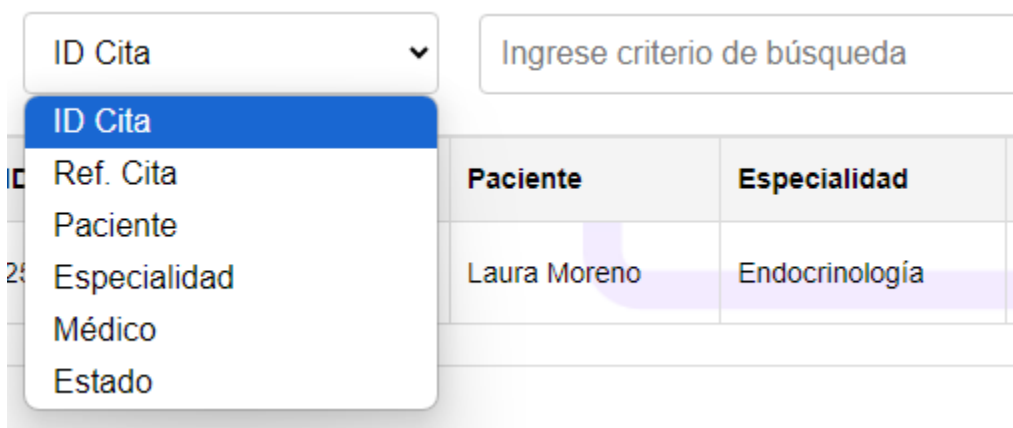 ID Cita
Ingrese criterio de búsqueda
ID Cita
Ref. Cita
Paciente
Especialidad
Médico
Estado
Paciente Especialidad
Laura Moreno Endocrinología